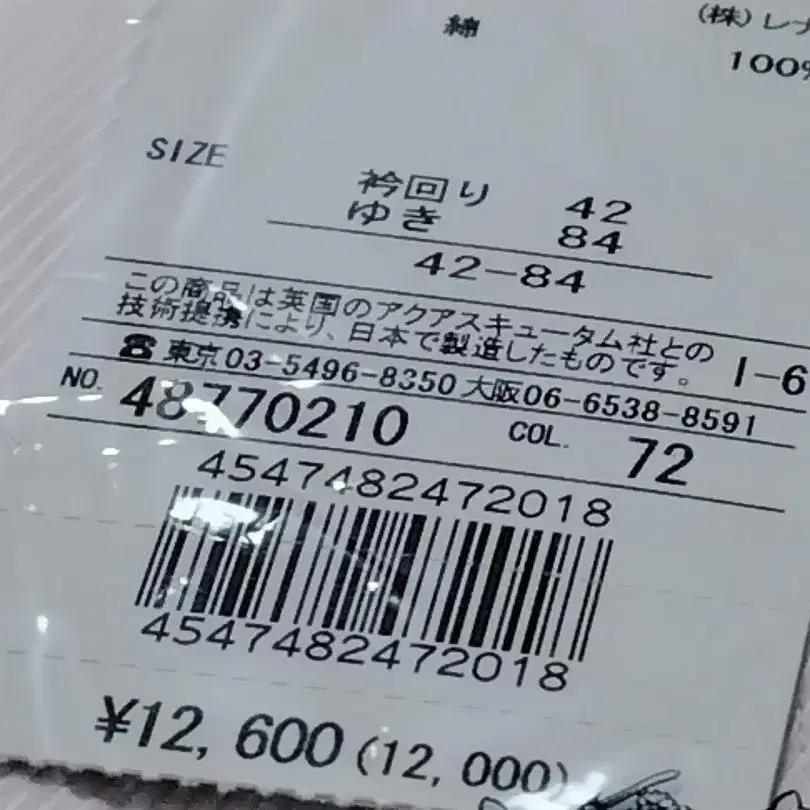 綿
(株)レナ
100%
SIZE
衿回り 42
ゆき 84
42-84
この商品は英国のアクアスキュータム社との
技術提携により、日本で製造したものです。 I-6
☎東京03-5496-8350 大阪06-6538-8591
NO. 48770210 COL. 72
4547482472018
4547482472018
¥12,600(12,000)